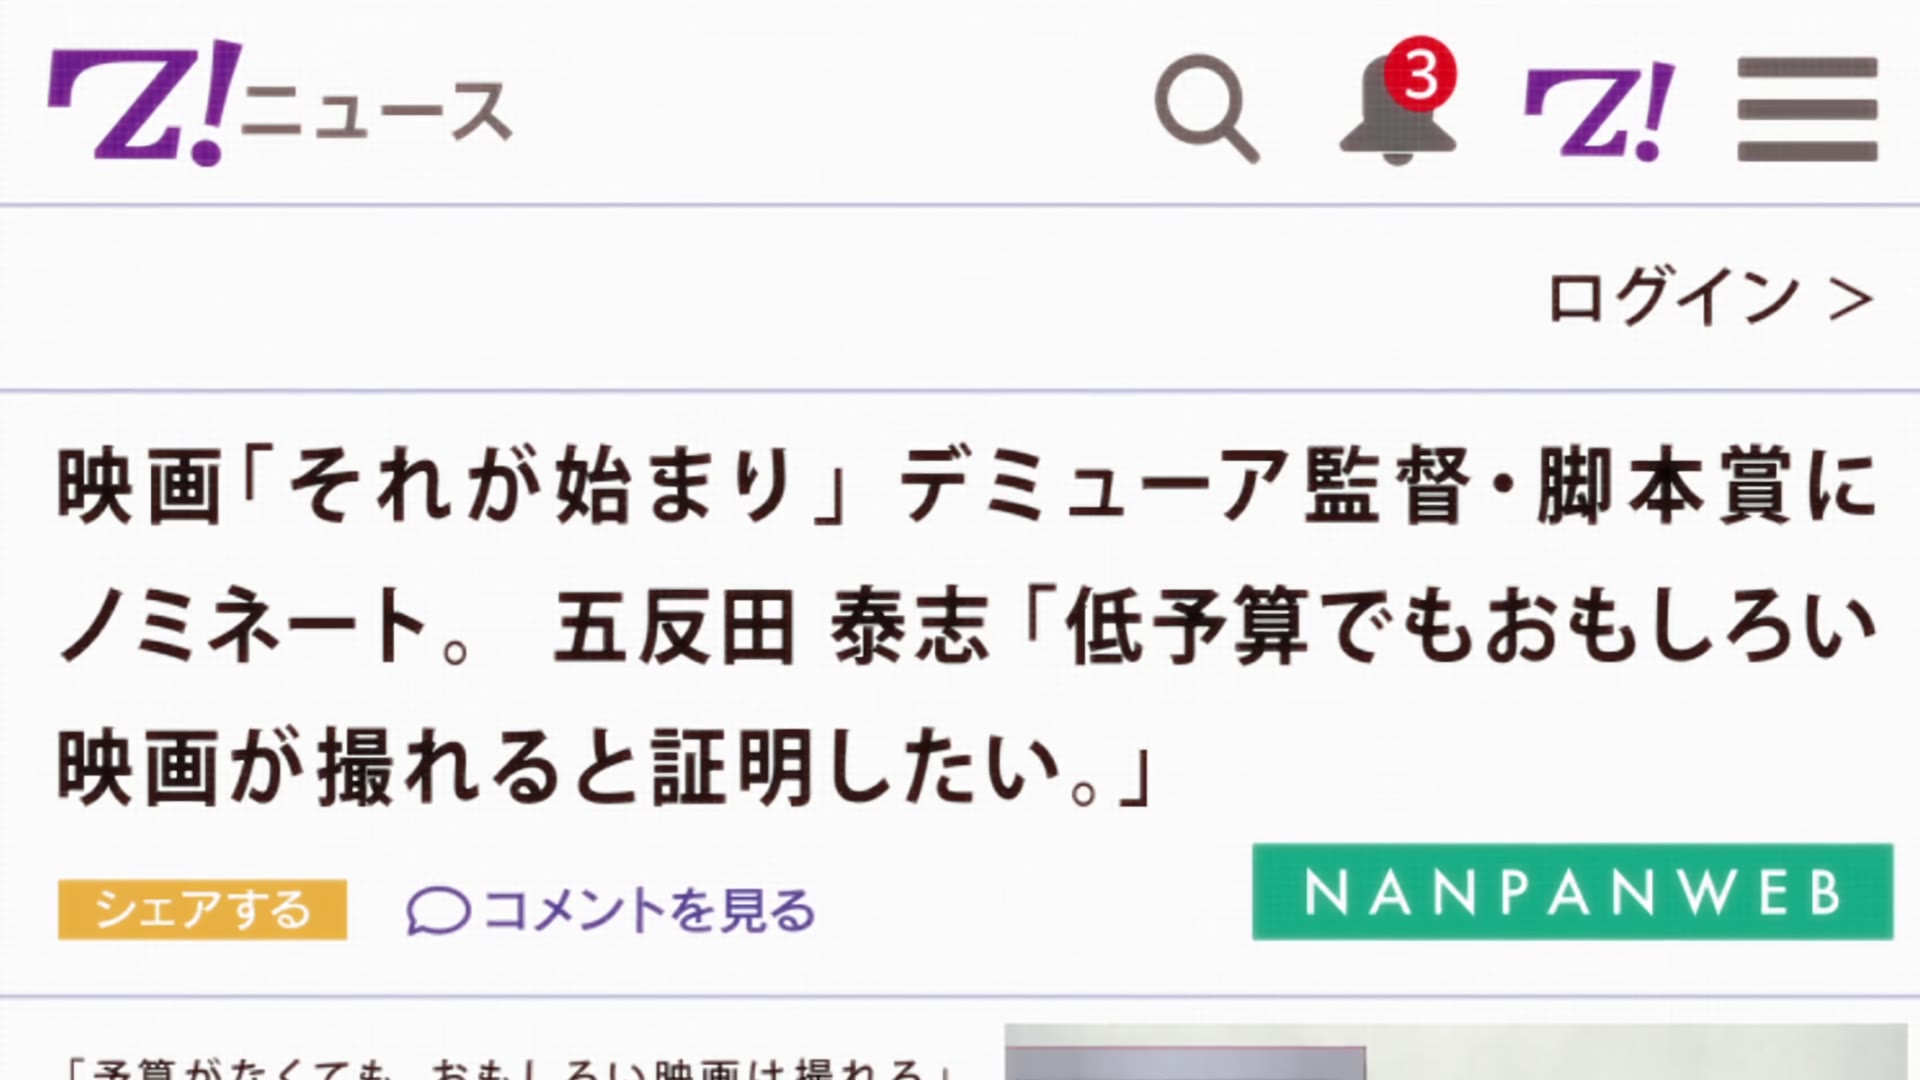 Z!ニュース
3
Z!
ログイン >
映画「それが始まり」デミューア監督・脚本賞に
ノミネート。 五反田 泰志「低予算でもおもしろい
映画が撮れると証明したい。」
シェアする
コメントを見る
NANPANWEB
「予算がなくても、おもしろい映画は撮れる」